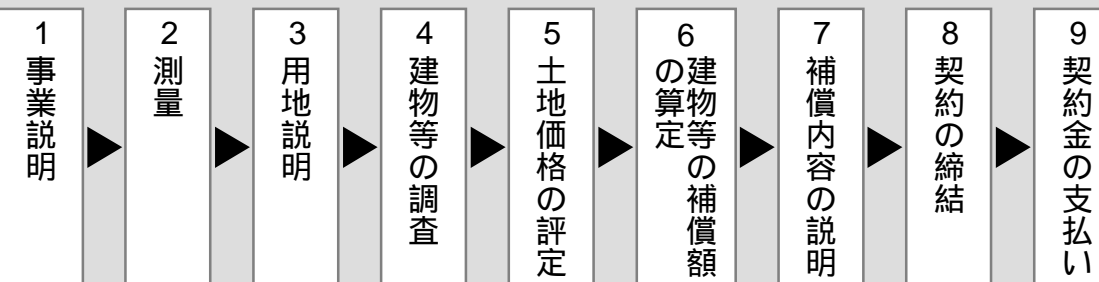 1
事業説明
2
測量
3
用地説明
4
建物等の調査
5
土地価格の評定
6
建物等の補償額
の算定
7
補償内容の説明
8
契約の締結
9
契約金の支払い